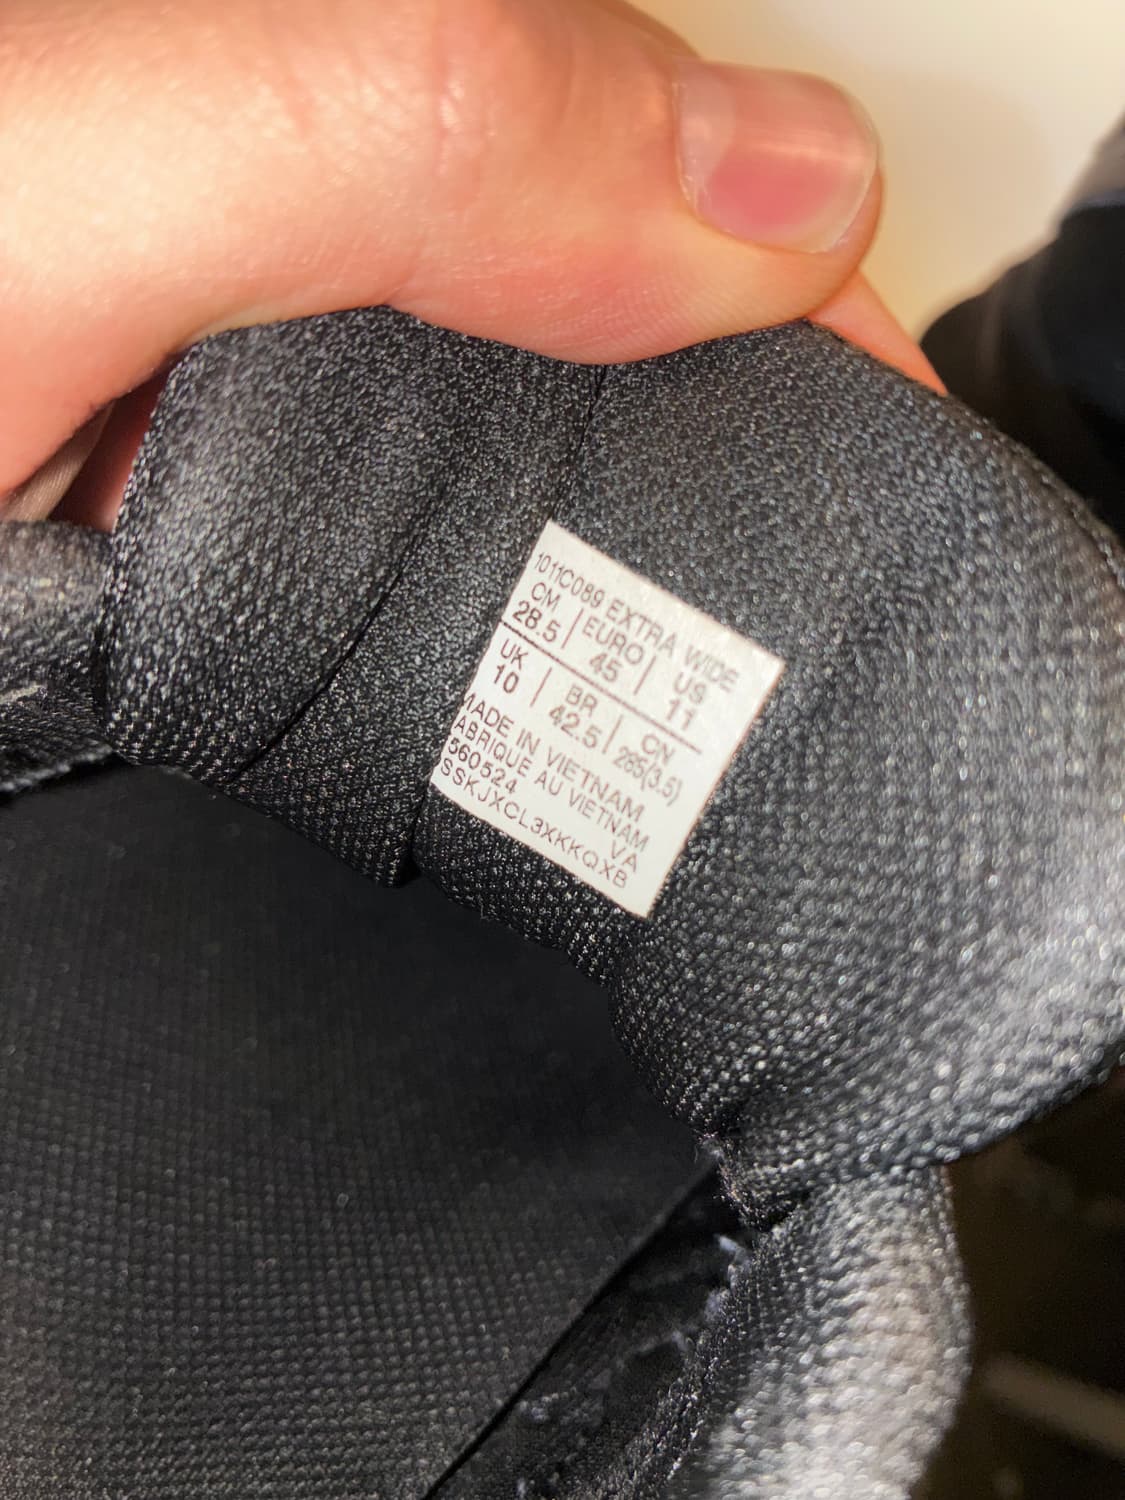 1011C089 EXTRA WIDE
CM | EURO | US
28.5 | 45 | 11
UK | BR | CN
10 | 42.5 | 285(3.5)
MADE IN VIETNAM
ABRIQUE AU VIETNAM
560524 VA
SSKJXCL3XKKQXB